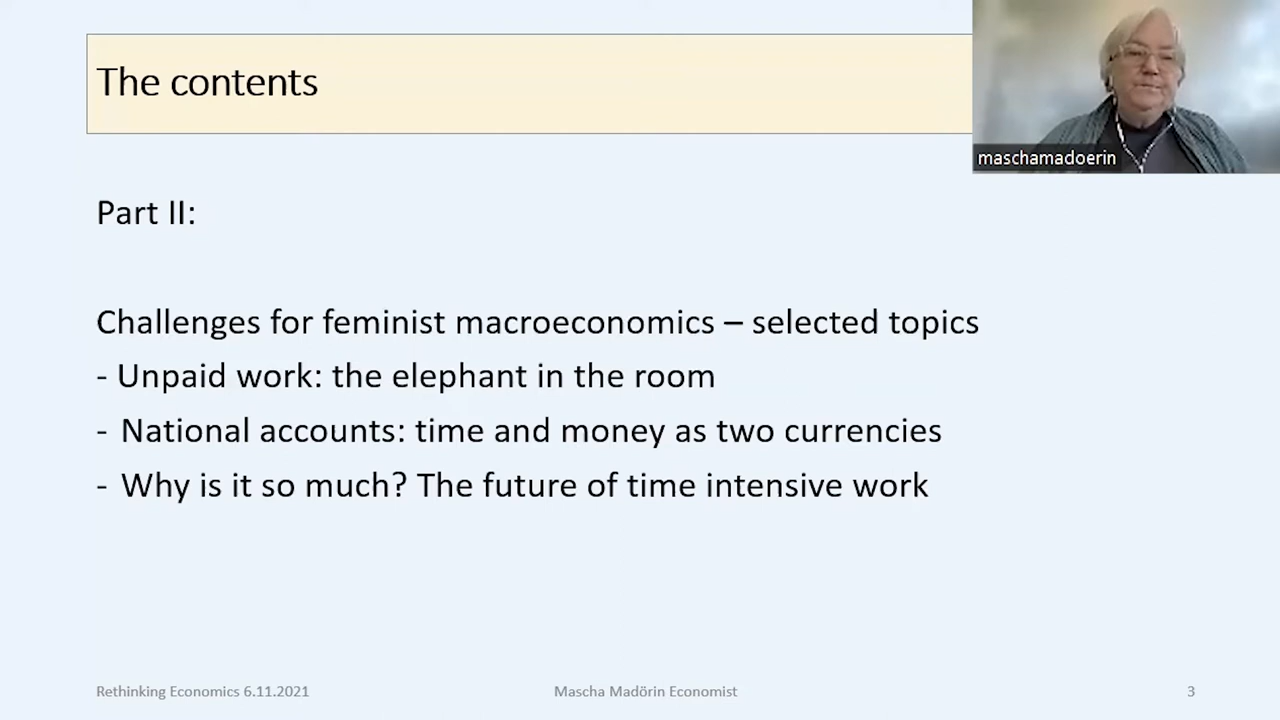 The contents
maschamadoerin
Part II:
Challenges for feminist macroeconomics – selected topics
- Unpaid work: the elephant in the room
- National accounts: time and money as two currencies
- Why is it so much? The future of time intensive work
Rethinking Economics 6.11.2021
Mascha Madörin Economist
3